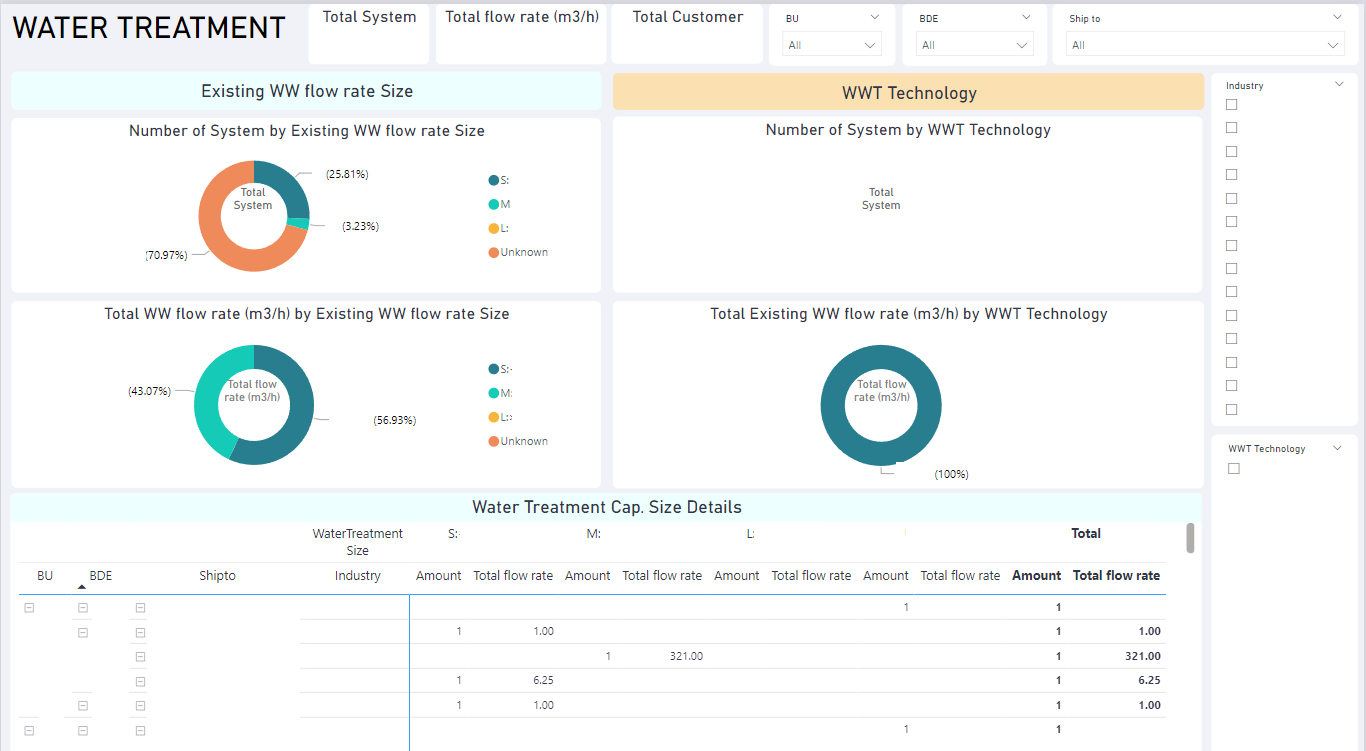 WATER TREATMENT
Total System
Total flow rate (m3/h)
Total Customer
BU
All
BDE
All
Ship to
All
Existing WW flow rate Size
WWT Technology
Industry
Number of System by Existing WW flow rate Size
(25.81%)
Total
System
(3.23%)
(70.97%)
S:
M
L:
Unknown
Number of System by WWT Technology
Total
System
Total WW flow rate (m3/h) by Existing WW flow rate Size
(43.07%)
Total flow
rate (m3/h)
(56.93%)
S:
M:
L:
Unknown
Total Existing WW flow rate (m3/h) by WWT Technology
Total flow
rate (m3/h)
(100%)
WWT Technology
Water Treatment Cap. Size Details
WaterTreatment Size S: M: L: Total
BU BDE Shipto Industry Amount Total flow rate Amount Total flow rate Amount Total flow rate Amount Total flow rate Amount Total flow rate
1 1
1 1.00 1 1.00
1 321.00 1 321.00
1 6.25 1 6.25
1 1.00 1 1.00
1 1